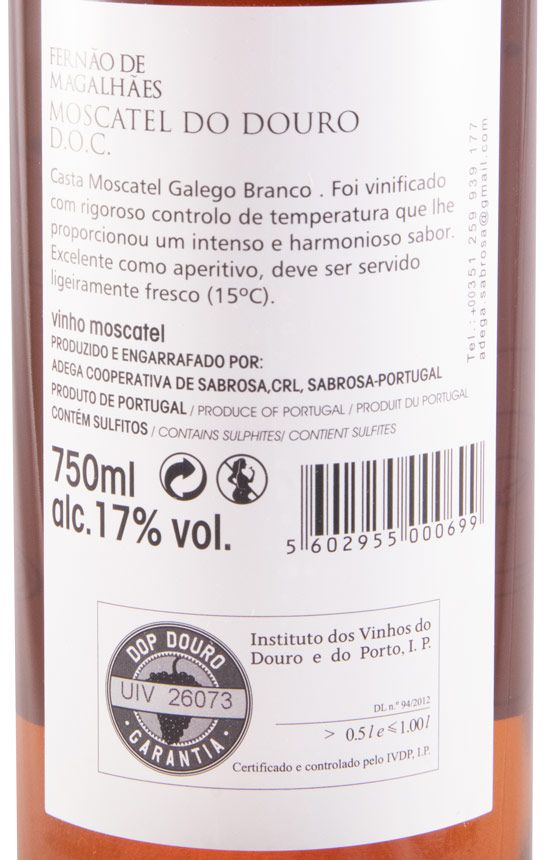 FERNÃO DE
MAGALHÃES
MOSCATEL DO DOURO
D.O.C.
Casta Moscatel Galego Branco . Foi vinificado
com rigoroso controlo de temperatura que lhe
proporcionou um intenso e harmonioso sabor.
Excelente como aperitivo, deve ser servido
ligeiramente fresco (15ºC).
Tel.:+00351 259 939 177
adega.sabrosa@gmail.com
vinho moscatel
PRODUZIDO E ENGARRAFADO POR:
ADEGA COOPERATIVA DE SABROSA,CRL, SABROSA-PORTUGAL
PRODUTO DE PORTUGAL / PRODUCE OF PORTUGAL / PRODUIT DU PORTUGAL
CONTÉM SULFITOS / CONTAINS SULPHITES/ CONTIENT SULFITES
750ml
alc.17% vol.
5 602955 000699
DOP DOURO
UIV 26073
· GARANTIA ·
Instituto dos Vinhos do
Douro e do Porto, I. P.
DL n.º 94/2012
> 0.5 l e ≤ 1.00 l
Certificado e controlado pelo IVDP, I.P.